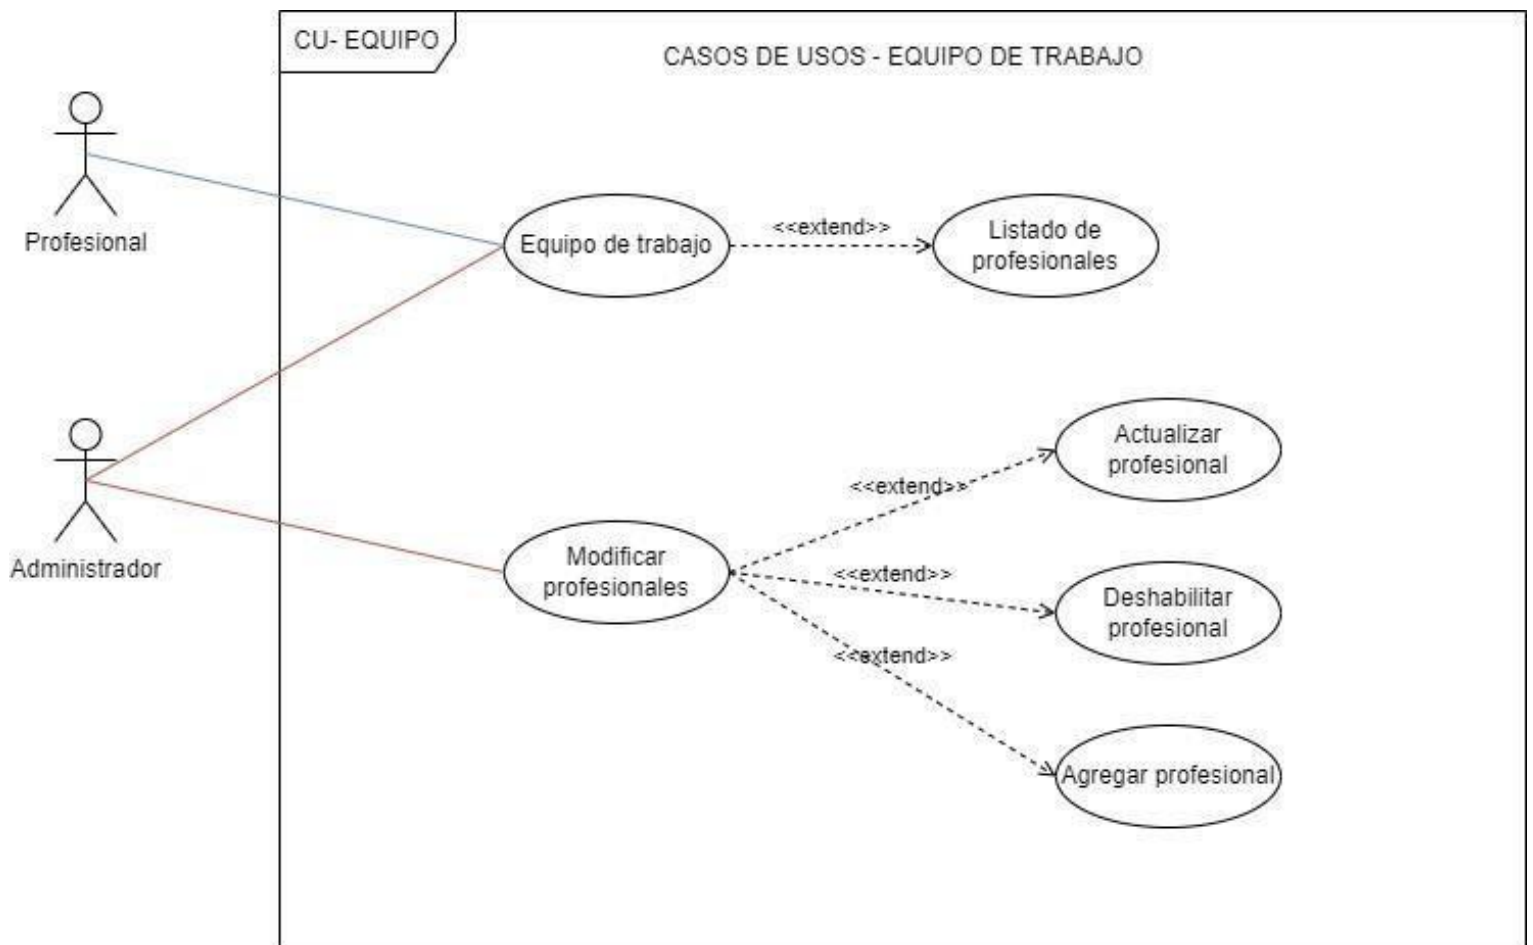 CU- EQUIPO
CASOS DE USOS - EQUIPO DE TRABAJO
Profesional
Equipo de trabajo
<<extend>>
Listado de
profesionales
Administrador
Modificar
profesionales
<<extend>>
Actualizar
profesional
<<extend>>
Deshabilitar
profesional
<<extend>>
Agregar profesional